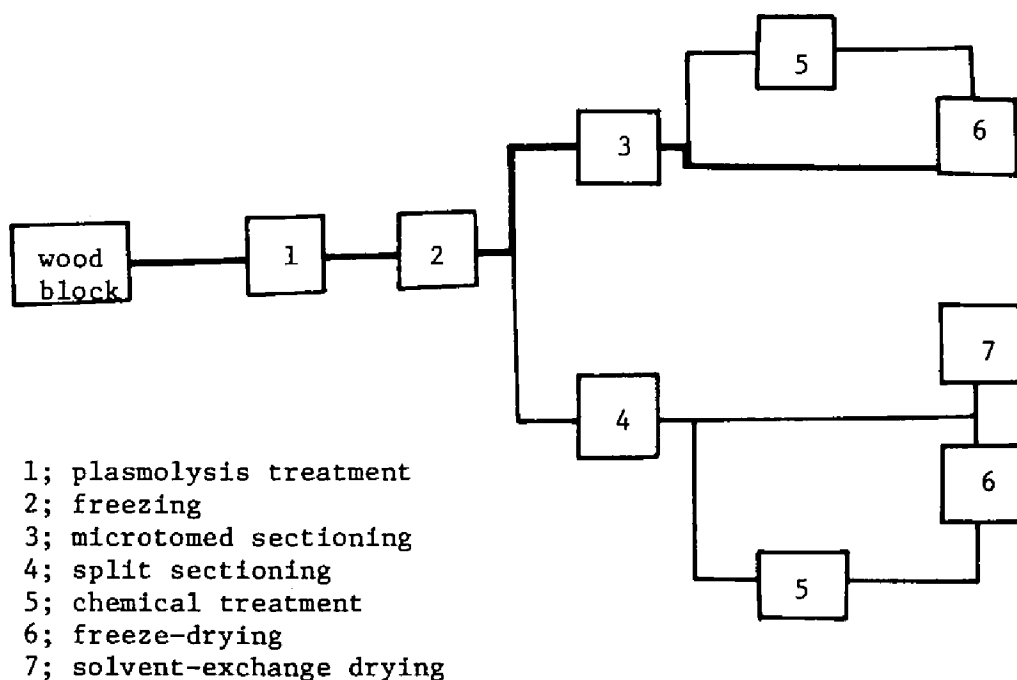 5
6
3
wood
block
1
2
7
4
6
5
1; plasmolysis treatment
2; freezing
3; microtomed sectioning
4; split sectioning
5; chemical treatment
6; freeze-drying
7; solvent-exchange drying